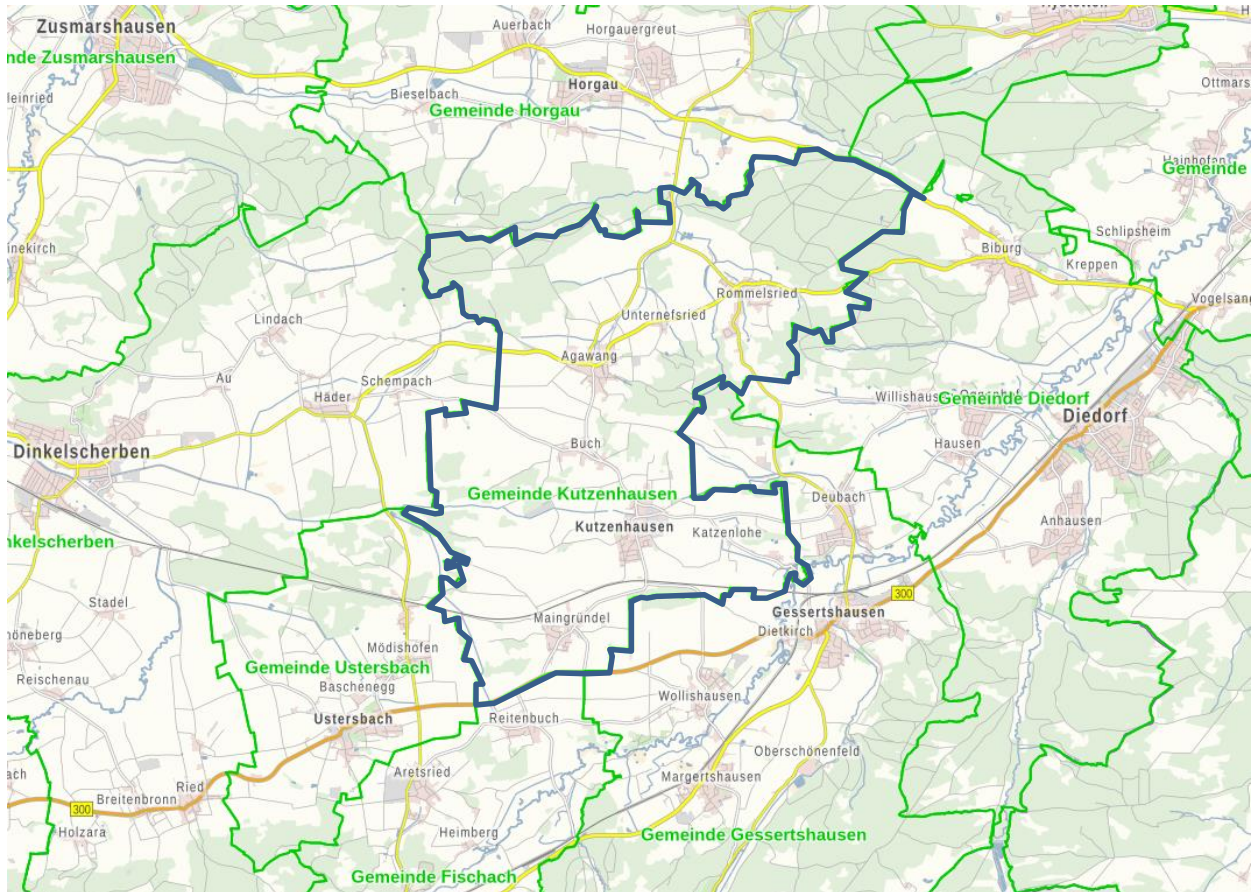 Zusmarshausen
Auerbach
Horgauergreut
nde Zusmarshausen
Horgau
Bieselbach
Gemeinde Horgau
Ottmars
Hainhofen
Gemeinde
Schlipsheim
Biburg
Kreppen
Rommelsried
Vogelsang
Unternefsried
Lindach
Agawang
Schempach
Au
Häder
Willishausen
Gemeinde Diedorf
Diedorf
Dinkelscherben
Buch
Hausen
Gemeinde Kutzenhausen
Deubach
Kutzenhausen
Katzenlohe
Anhausen
nkelscherben
Stadel
300
Gessertshausen
Maingründel
Dietkirch
Mödishofen
Gemeinde Ustersbach
Reischenau
Baschenegg
Wollishausen
Ustersbach
Reitenbuch
Oberschönenfeld
Aretsried
Margertshausen
Ried
Breitenbronn
300
Holzara
Heimberg
Gemeinde Gessertshausen
Gemeinde Fischach